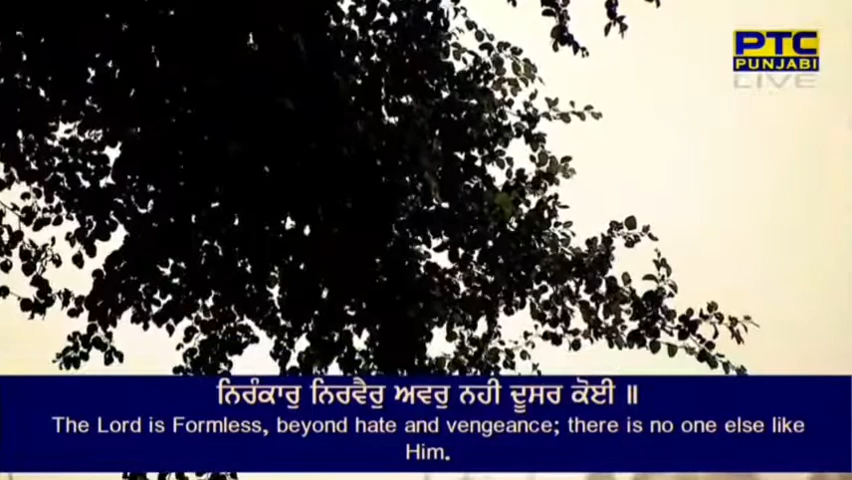 PTC
PUNJABI
LIVE
ਨਿਰੰਕਾਰੁ ਨਿਰਵੈਰੁ ਅਵਰੁ ਨਹੀ ਦੂਸਰ ਕੋਈ ॥
The Lord is Formless, beyond hate and vengeance; there is no one else like
Him.